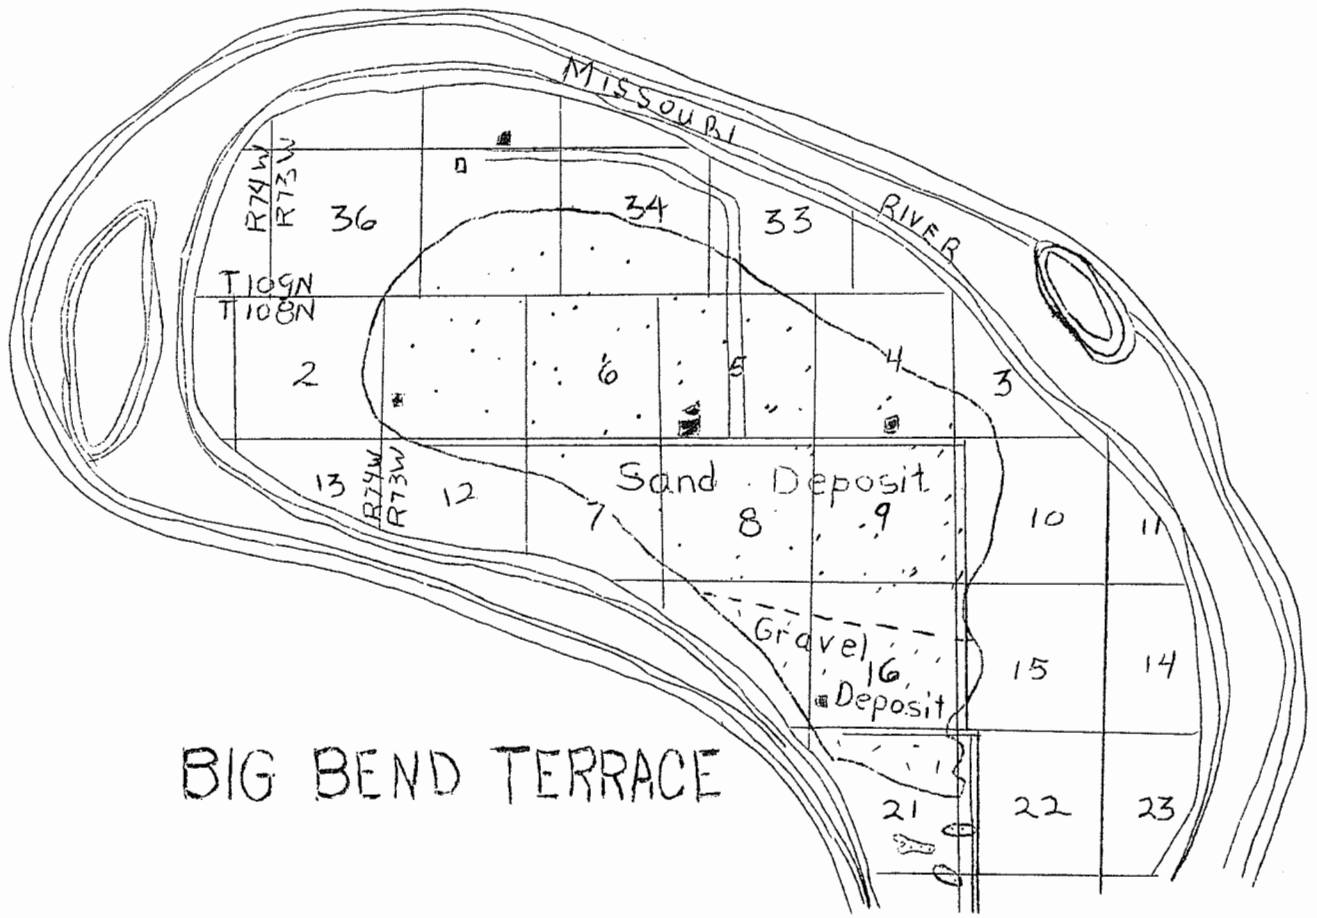 MISSOUBI
RIVER
R74W
R73W
36
34
33
T109N
T108N
2
6
5
4
3
Sand Deposit
13
R74W
R73W
12
7
8
9
10
11
Gravel
16
15
14
Deposit
BIG BEND TERRACE
21
22
23